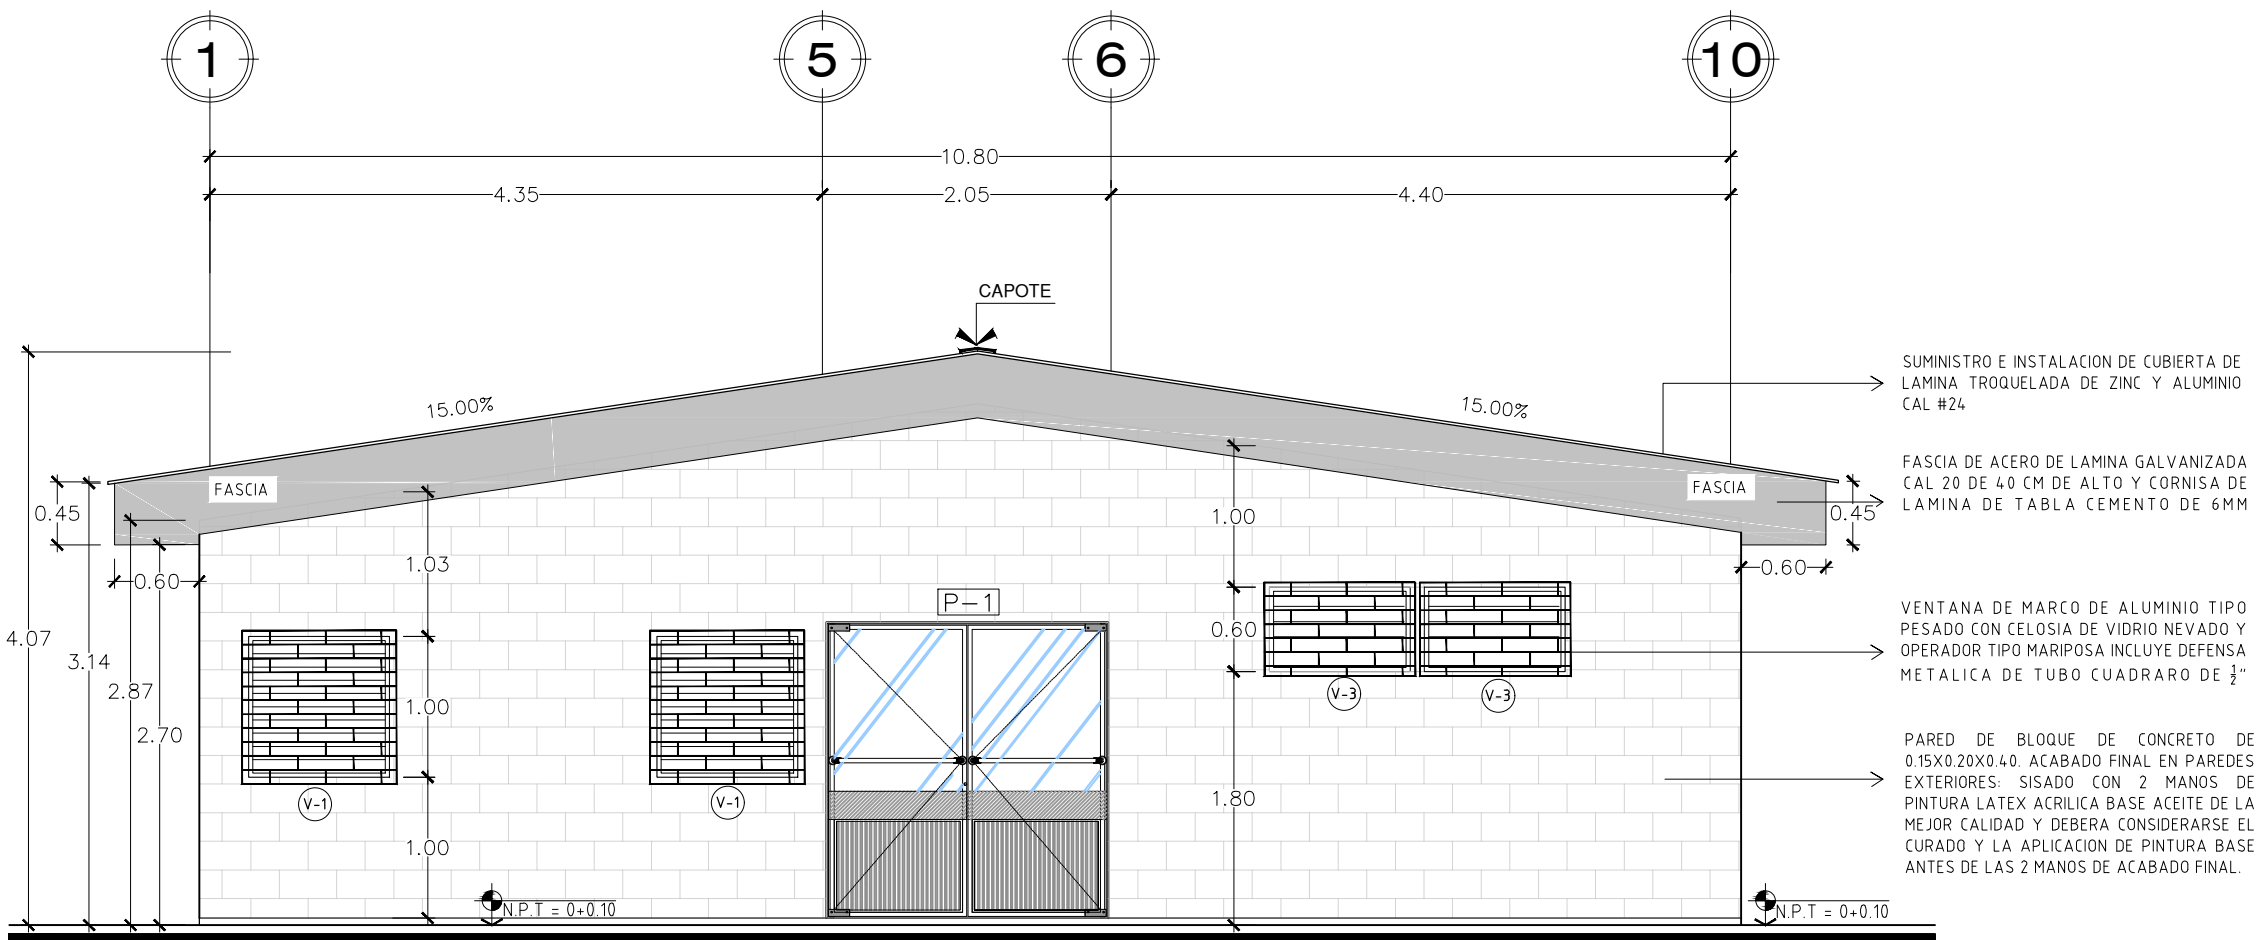 1
5
6
10
10.80
4.35
2.05
4.40
CAPOTE
15.00%
15.00%
FASCIA
FASCIA
0.45
0.45
0.60
0.60
4.07
3.14
2.87
2.70
1.03
1.00
1.00
1.00
0.60
1.80
P-1
V-1
V-1
V-3
V-3
N.P.T = 0+0.10
N.P.T = 0+0.10
SUMINISTRO E INSTALACION DE CUBIERTA DE
LAMINA TROQUELADA DE ZINC Y ALUMINIO
CAL #24
FASCIA DE ACERO DE LAMINA GALVANIZADA
CAL 20 DE 40 CM DE ALTO Y CORNISA DE
LAMINA DE TABLA CEMENTO DE 6MM
VENTANA DE MARCO DE ALUMINIO TIPO
PESADO CON CELOSIA DE VIDRIO NEVADO Y
OPERADOR TIPO MARIPOSA INCLUYE DEFENSA
METALICA DE TUBO CUADRARO DE ½"
PARED DE BLOQUE DE CONCRETO DE
0.15X0.20X0.40. ACABADO FINAL EN PAREDES
EXTERIORES: SISADO CON 2 MANOS DE
PINTURA LATEX ACRILICA BASE ACEITE DE LA
MEJOR CALIDAD Y DEBERA CONSIDERARSE EL
CURADO Y LA APLICACION DE PINTURA BASE
ANTES DE LAS 2 MANOS DE ACABADO FINAL.